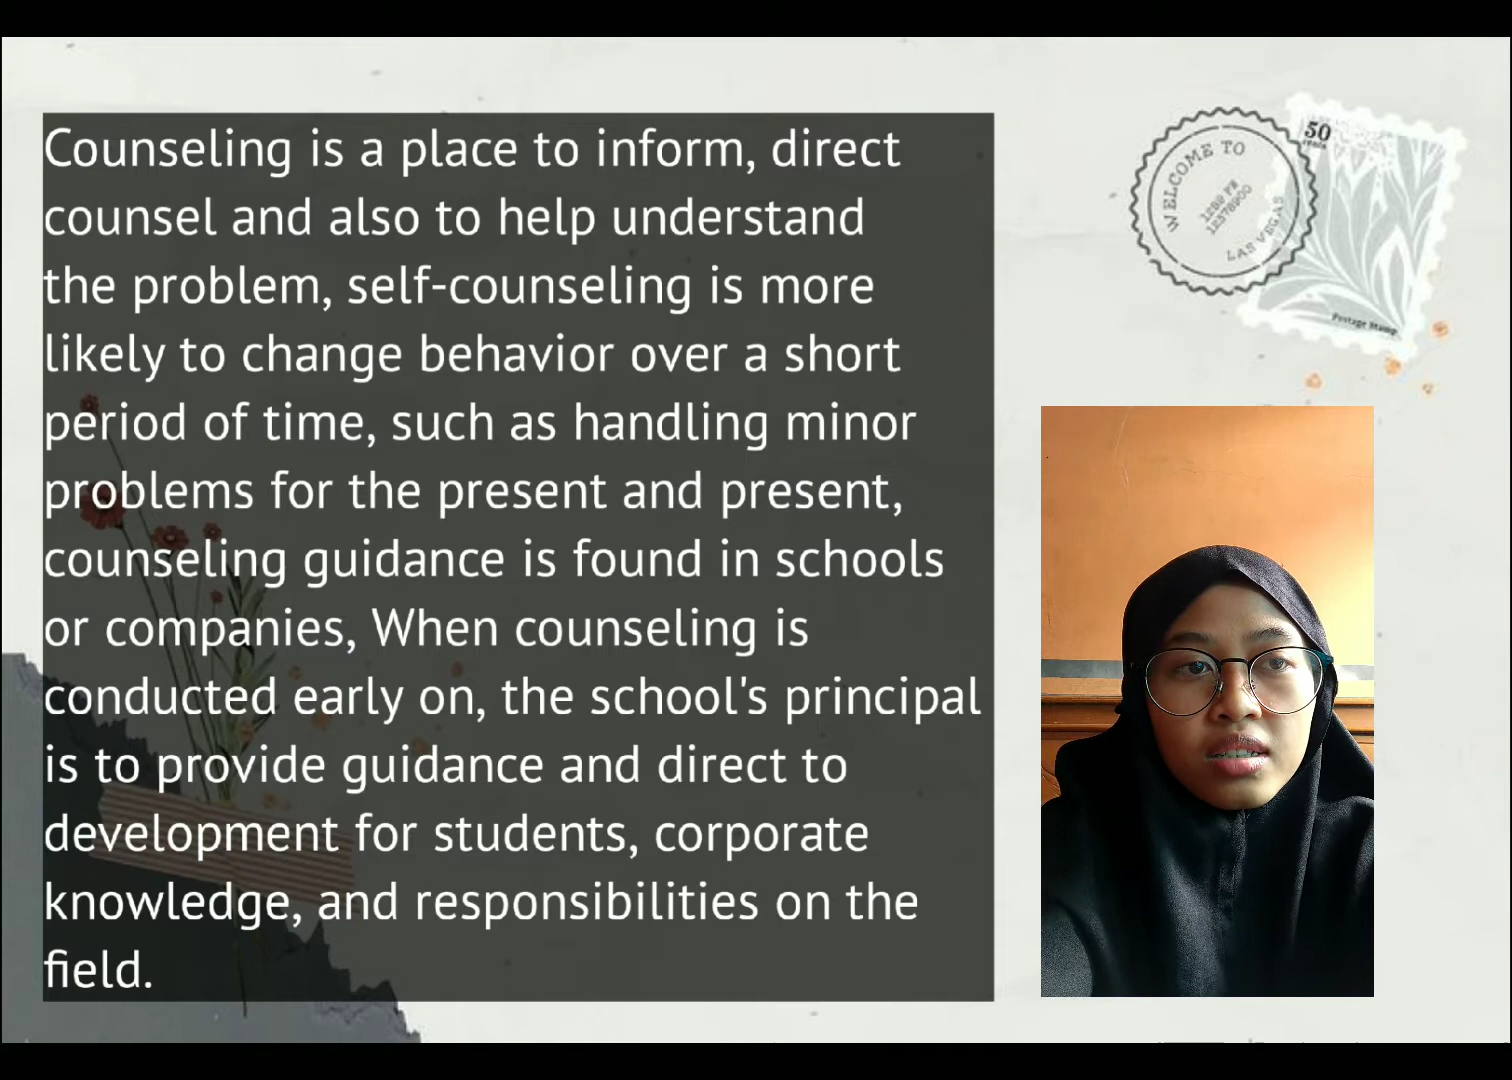 Counseling is a place to inform, direct
counsel and also to help understand
the problem, self-counseling is more
likely to change behavior over a short
period of time, such as handling minor
problems for the present and present,
counseling guidance is found in schools
or companies, When counseling is
conducted early on, the school's principal
is to provide guidance and direct to
development for students, corporate
knowledge, and responsibilities on the
field.
WELCOME TO
LAS VEGAS
50
Postage Stamp